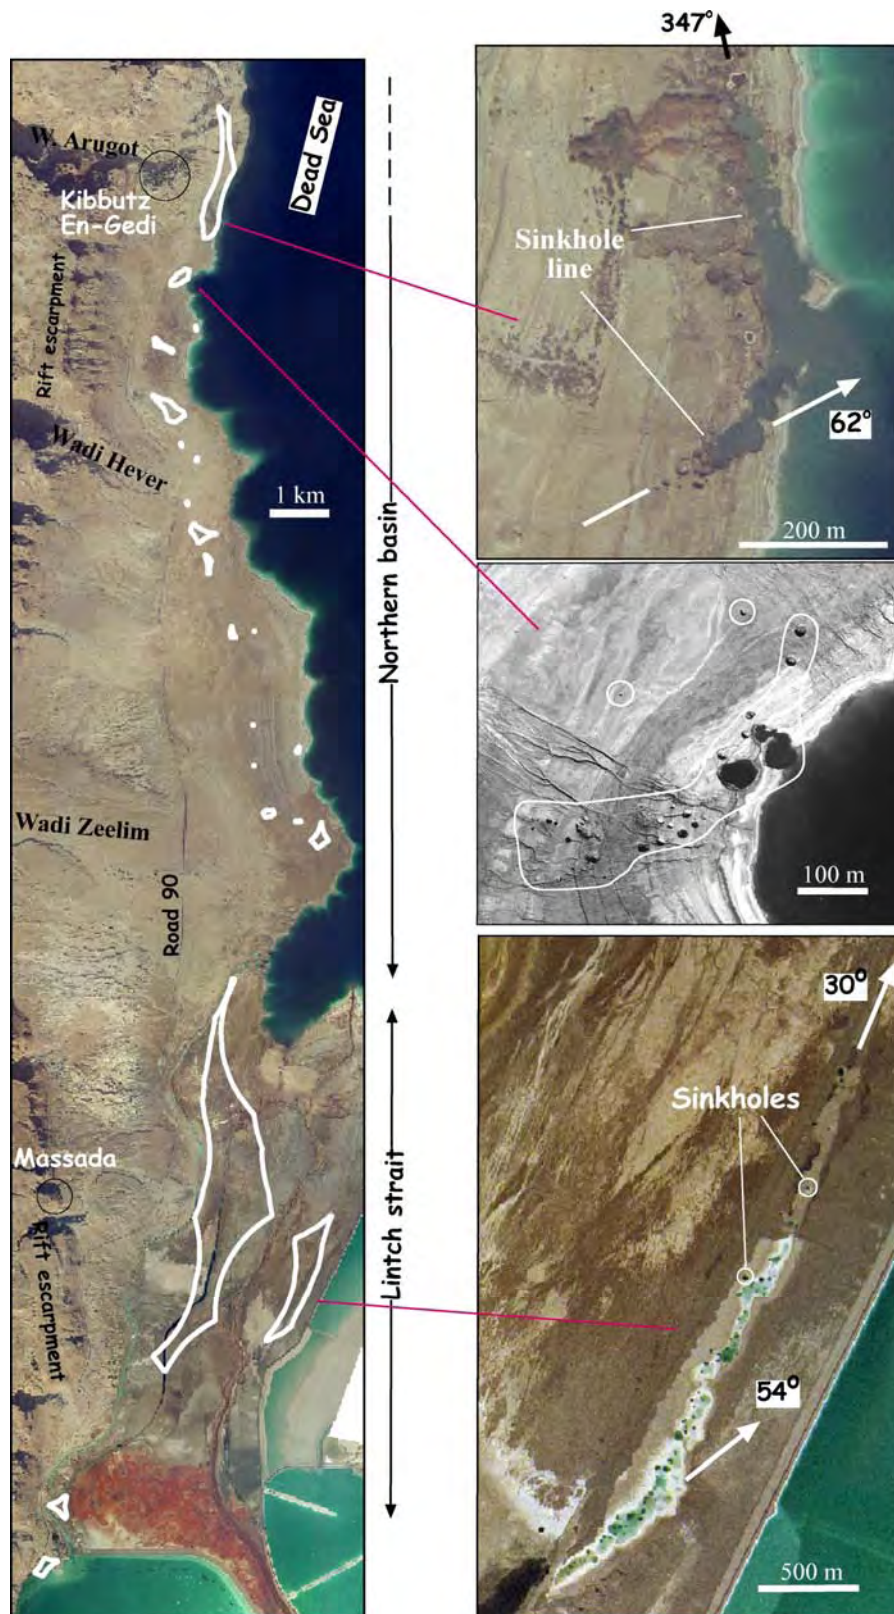 W. Arugot
Kibbutz
En-Gedi
Dead Sea
Rift escarpment
Wadi Hever
1 km
Northern basin
Wadi Zeelim
Road 90
Massada
Rift escarpment
Lintch strait
347°
Sinkhole
line
62°
200 m
100 m
30°
Sinkholes
54°
500 m